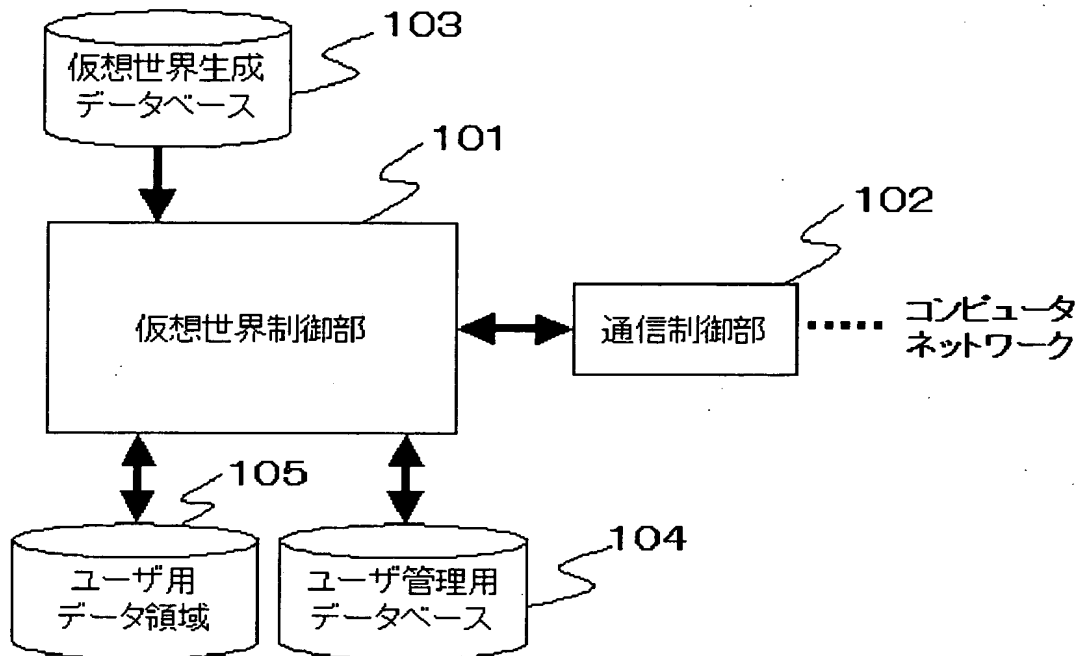 103
仮想世界生成
データベース
101
102
仮想世界制御部
通信制御部
コンピュータ
ネットワーク
105
ユーザ用
データ領域
104
ユーザ管理用
データベース